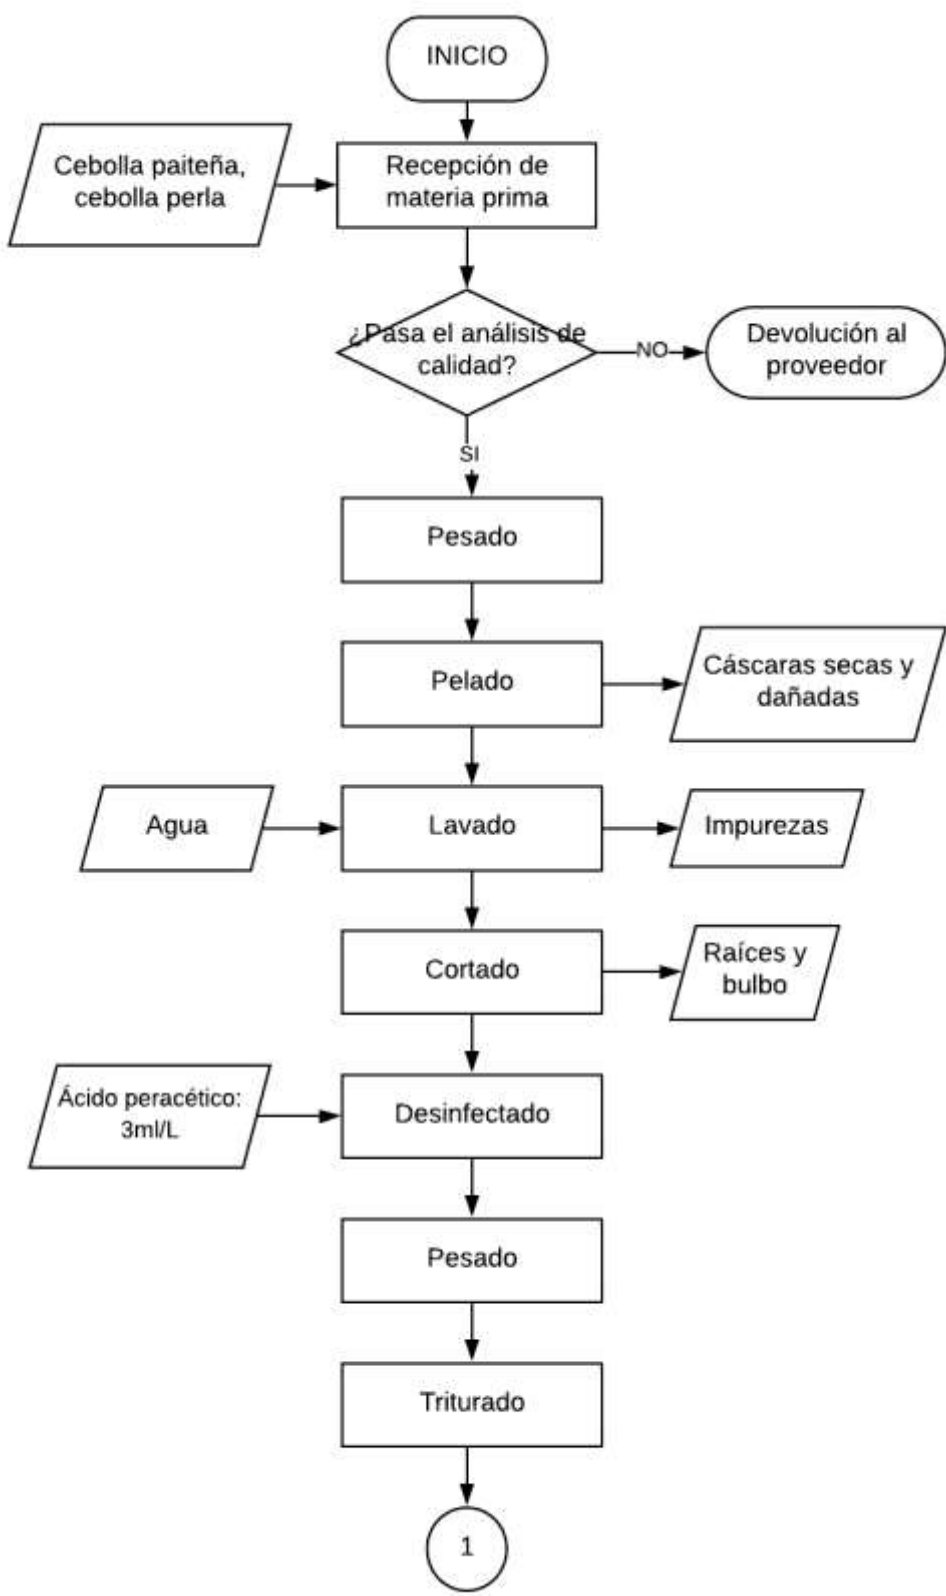 INICIO
Cebolla paiteña,
cebolla perla
Recepción de
materia prima
¿Pasa el análisis de
calidad?
NO
Devolución al
proveedor
SI
Pesado
Pelado
Cáscaras secas y
dañadas
Agua
Lavado
Impurezas
Cortado
Raíces y
bulbo
Ácido peracético:
3ml/L
Desinfectado
Pesado
Triturado
1